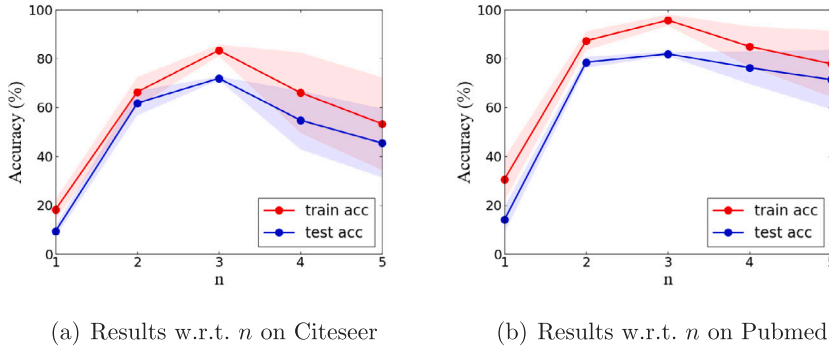 100
80
60
40
20
0
Accuracy (%)
train acc
test acc
1 2 3 4 5
n
(a) Results w.r.t. n on Citeseer
100
80
60
40
20
0
Accuracy (%)
train acc
test acc
1 2 3 4 5
n
(b) Results w.r.t. n on Pubmed